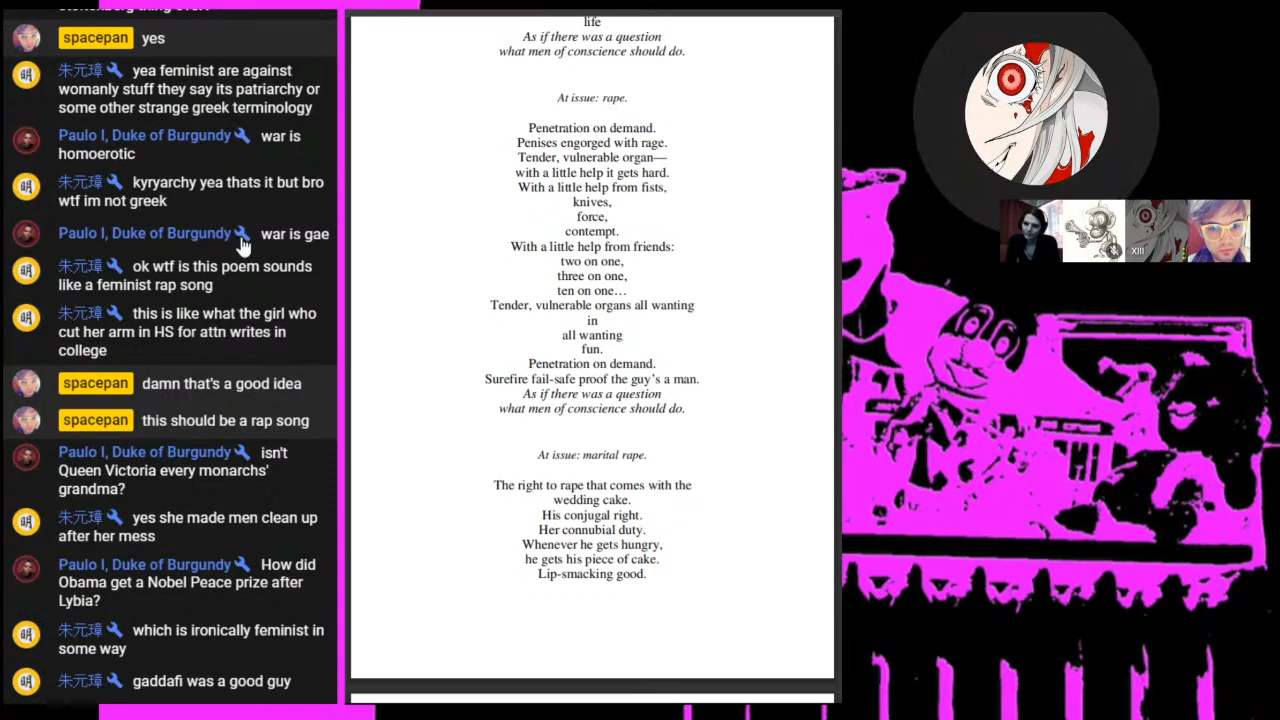 spacepan yes
朱元璋 yea feminist are against
womanly stuff they say its patriarchy or
some other strange greek terminology
Paulo I, Duke of Burgundy war is
homoerotic
朱元璋 kyryarchy yea thats it but bro
wtf im not greek
Paulo I, Duke of Burgundy war is gae
朱元璋 ok wtf is this poem sounds
like a feminist rap song
朱元璋 this is like what the girl who
cut her arm in HS for attn writes in
college
spacepan damn that's a good idea
spacepan this should be a rap song
Paulo I, Duke of Burgundy isn't
Queen Victoria every monarchs'
grandma?
朱元璋 yes she made men clean up
after her mess
Paulo I, Duke of Burgundy How did
Obama get a Nobel Peace prize after
Lybia?
朱元璋 which is ironically feminist in
some way
朱元璋 gaddafi was a good guy
life
As if there was a question
what men of conscience should do.
At issue: rape.
Penetration on demand.
Penises engorged with rage.
Tender, vulnerable organ—
with a little help it gets hard.
With a little help from fists,
knives,
force,
contempt.
With a little help from friends:
two on one,
three on one,
ten on one…
Tender, vulnerable organs all wanting
in
all wanting
fun.
Penetration on demand.
Surefire fail-safe proof the guy's a man.
As if there was a question
what men of conscience should do.
At issue: marital rape.
The right to rape that comes with the
wedding cake.
His conjugal right.
Her connubial duty.
Whenever he gets hungry,
he gets his piece of cake.
Lip-smacking good.
XIII